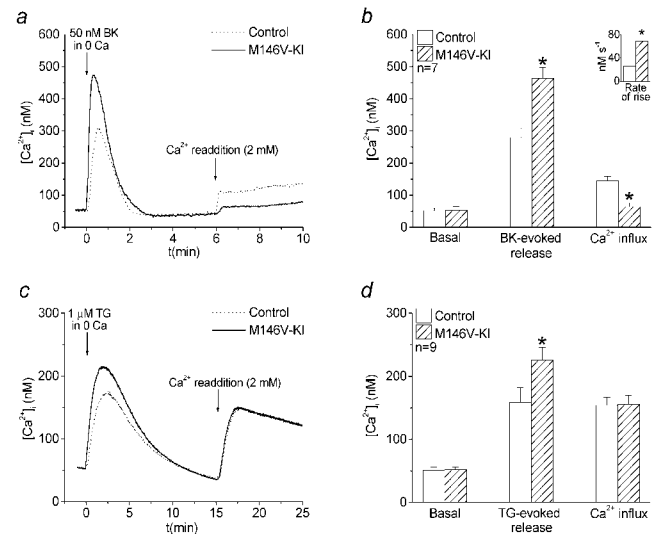 a
50 nM BK
in 0 Ca
Control
M146V-KI
Ca²⁺ readdition (2 mM)
[Ca²⁺]ᵢ (nM)
600
500
400
300
200
100
0
0 2 4 6 8 10
t(min)
b
Control
M146V-KI
n=7
*
*
[Ca²⁺]ᵢ (nM)
600
500
400
300
200
100
0
Basal
BK-evoked release
Ca²⁺ influx
nM s⁻¹
80
60
40
20
0
*
Rate
of rise
c
1 µM TG
in 0 Ca
Control
M146V-KI
Ca²⁺ readdition (2 mM)
[Ca²⁺]ᵢ (nM)
300
250
200
150
100
50
0
0 5 10 15 20 25
t(min)
d
Control
M146V-KI
n=9
*
[Ca²⁺]ᵢ (nM)
300
200
100
0
Basal
TG-evoked release
Ca²⁺ influx